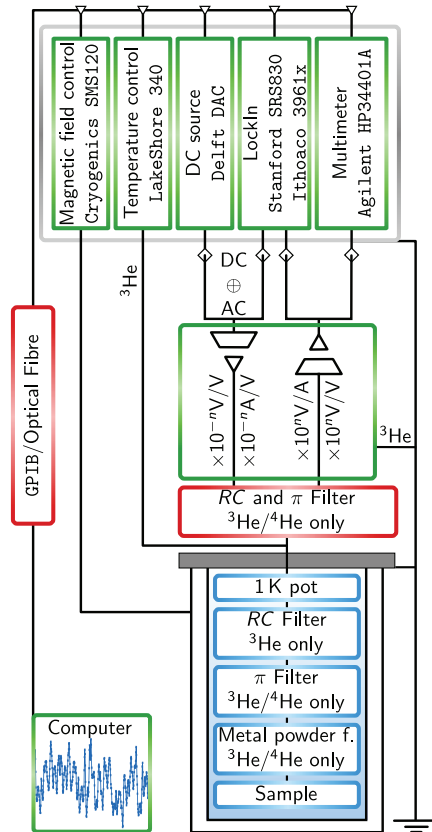 Magnetic field control
Cryogenics SMS120
Temperature control
LakeShore 340
DC source
Delft DAC
LockIn
Stanford SRS830
Ithoaco 3961x
Multimeter
Agilent HP34401A
³He
DC
⊕
AC
×10⁻ⁿV/V
×10⁻ⁿA/V
×10ⁿV/A
×10ⁿV/V
³He
GPIB/Optical Fibre
RC and π Filter
³He/⁴He only
1 K pot
RC Filter
³He only
π Filter
³He/⁴He only
Metal powder f.
³He/⁴He only
Sample
Computer